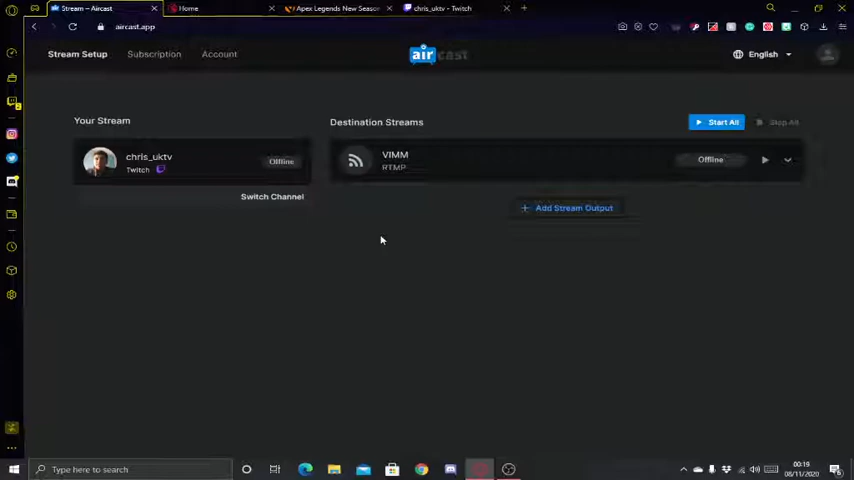 Stream – Aircast
Home
Apex Legends New Season
chris_uktv - Twitch
aircast.app
Stream Setup
Subscription
Account
aircast
English
Your Stream
Destination Streams
Start All
Stop All
chris_uktv
Twitch
Offline
VIMM
RTMP
Offline
Switch Channel
+ Add Stream Output
Type here to search
00:19
08/11/2020